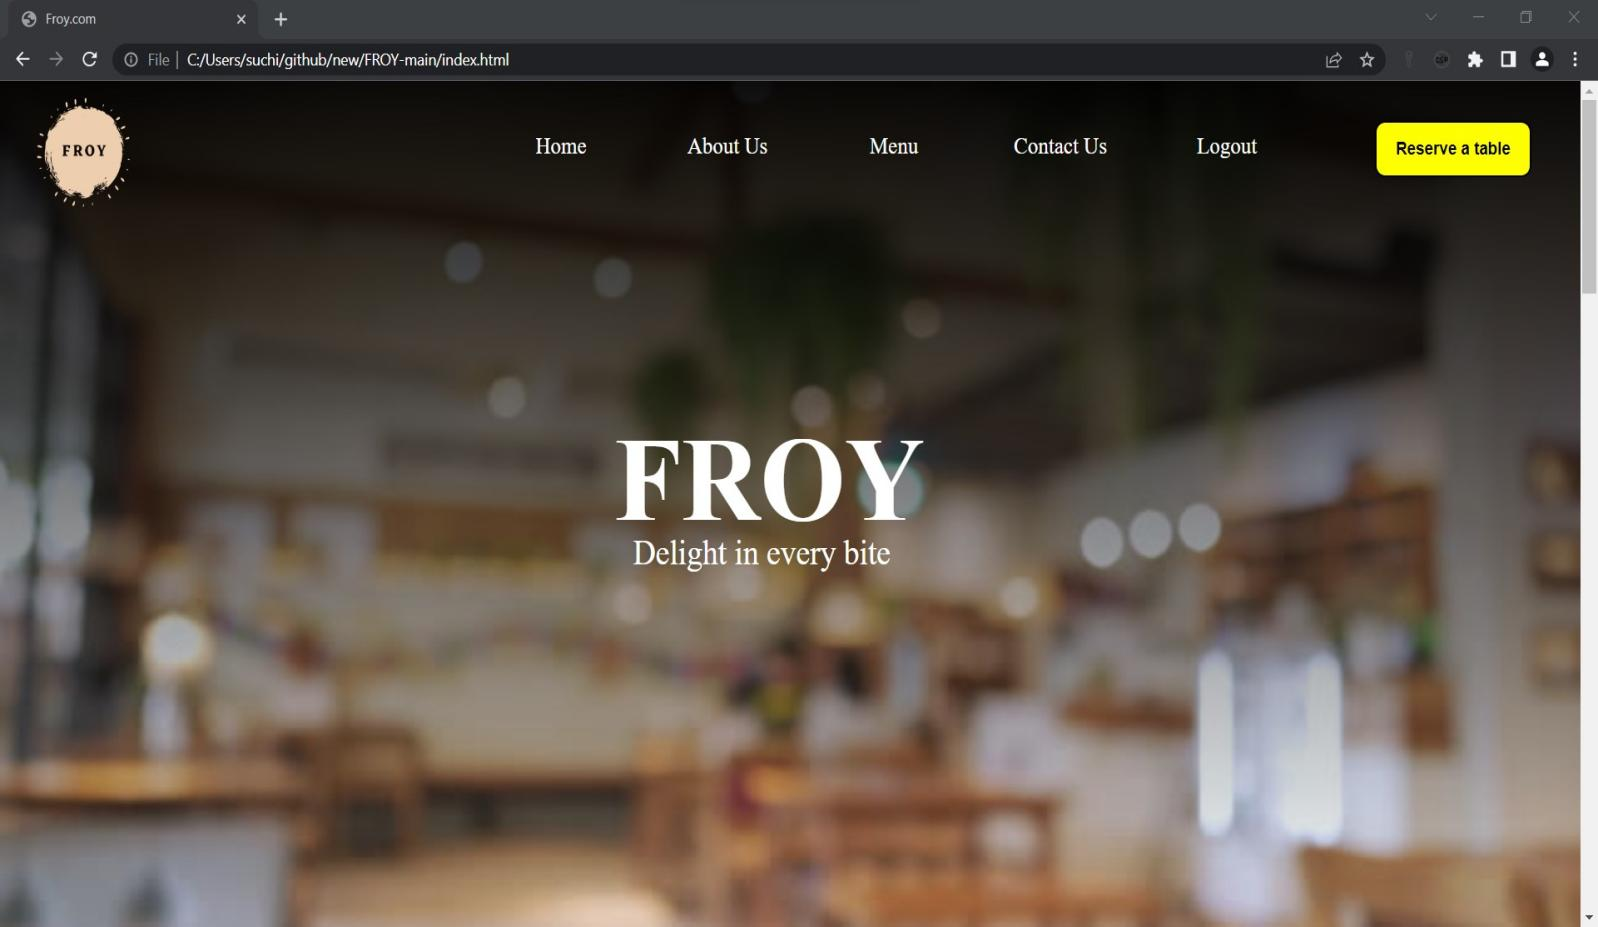 Froy.com
File | C:/Users/suchi/github/new/FROY-main/index.html
FROY
Home About Us Menu Contact Us Logout Reserve a table
FROY
Delight in every bite